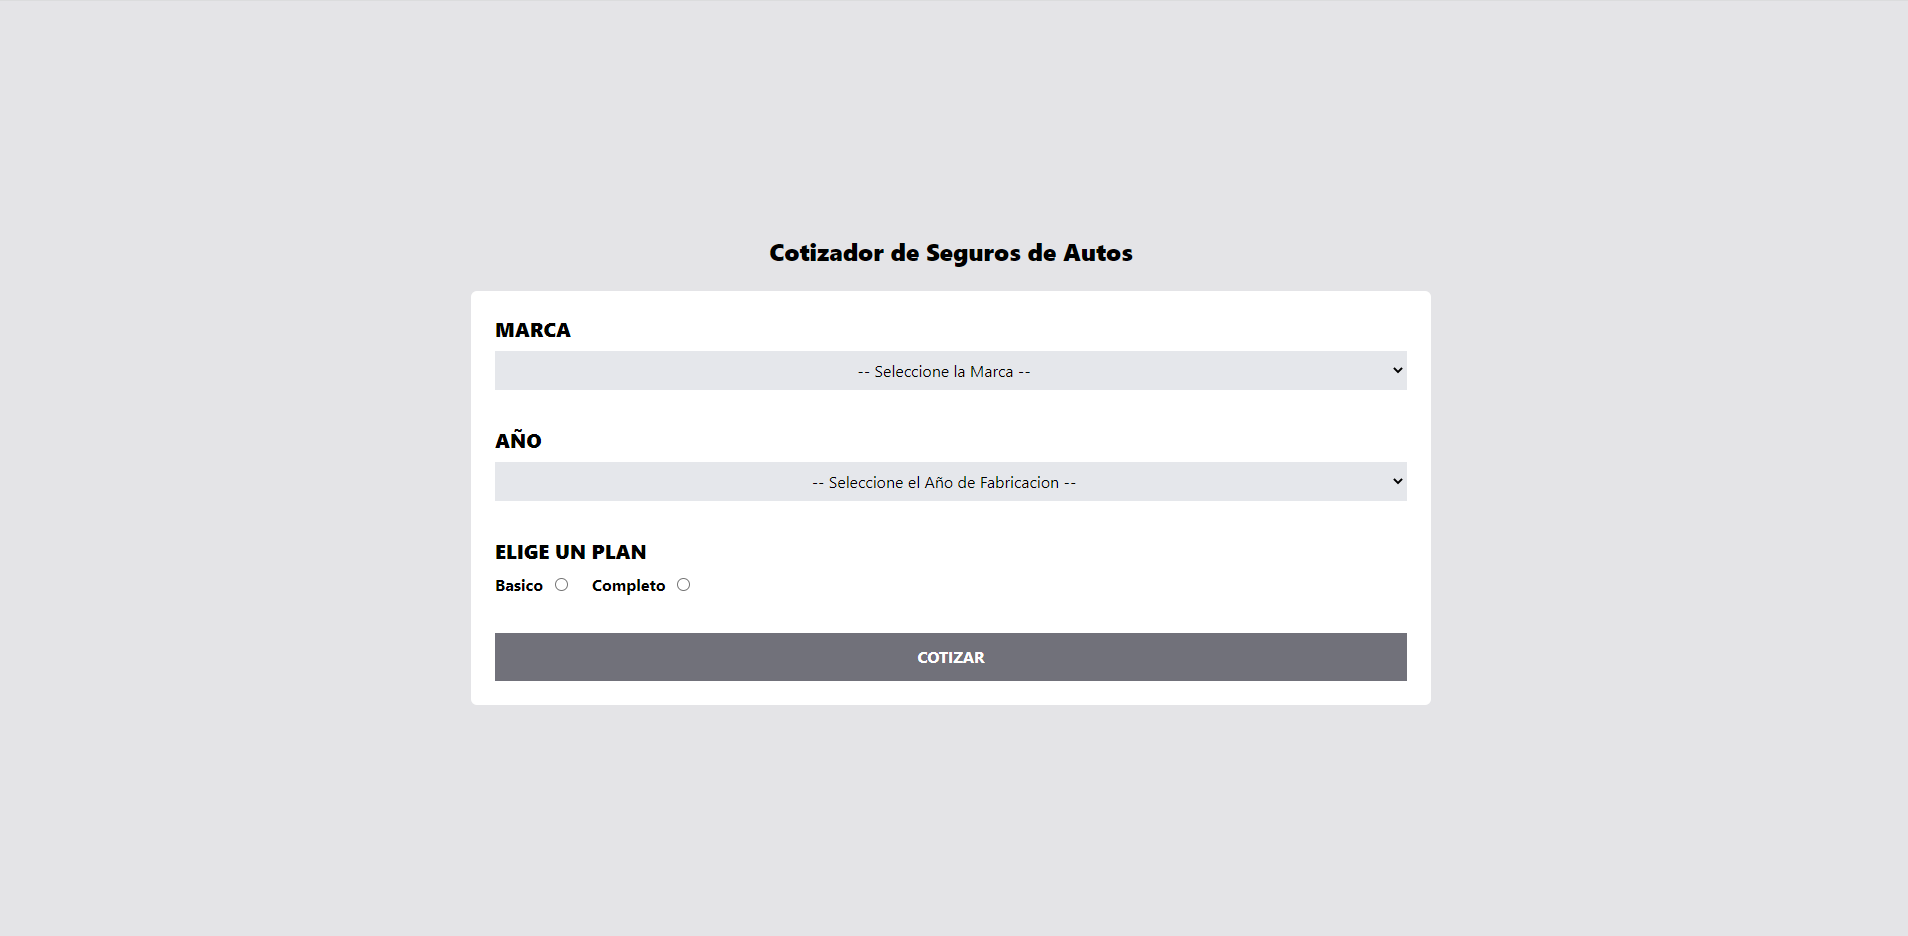 Cotizador de Seguros de Autos
MARCA
-- Seleccione la Marca --
AÑO
-- Seleccione el Año de Fabricacion --
ELIGE UN PLAN
Basico Completo
COTIZAR